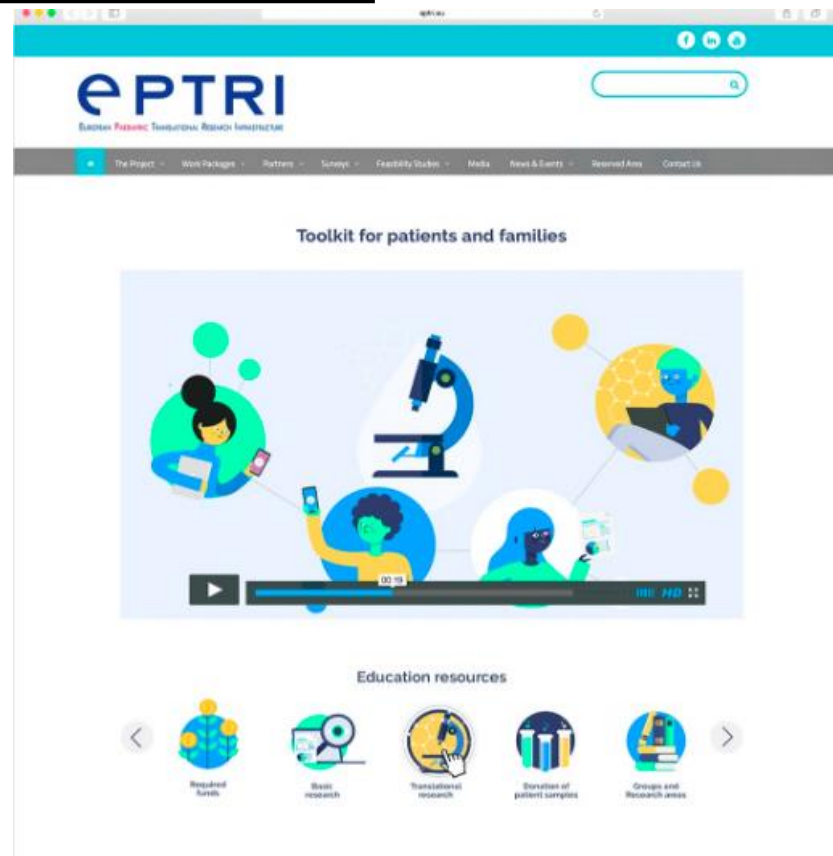 eptri.eu
ePTRI
European Paediatric Translational Research Infrastructure
The Project
Work Packages
Partners
Surveys
Feasibility Studies
Media
News & Events
Reserved Area
Contact Us
Toolkit for patients and families
00:19
HD
Education resources
Required
funds
Basic
research
Translational
research
Donation of
patient samples
Groups and
Research areas